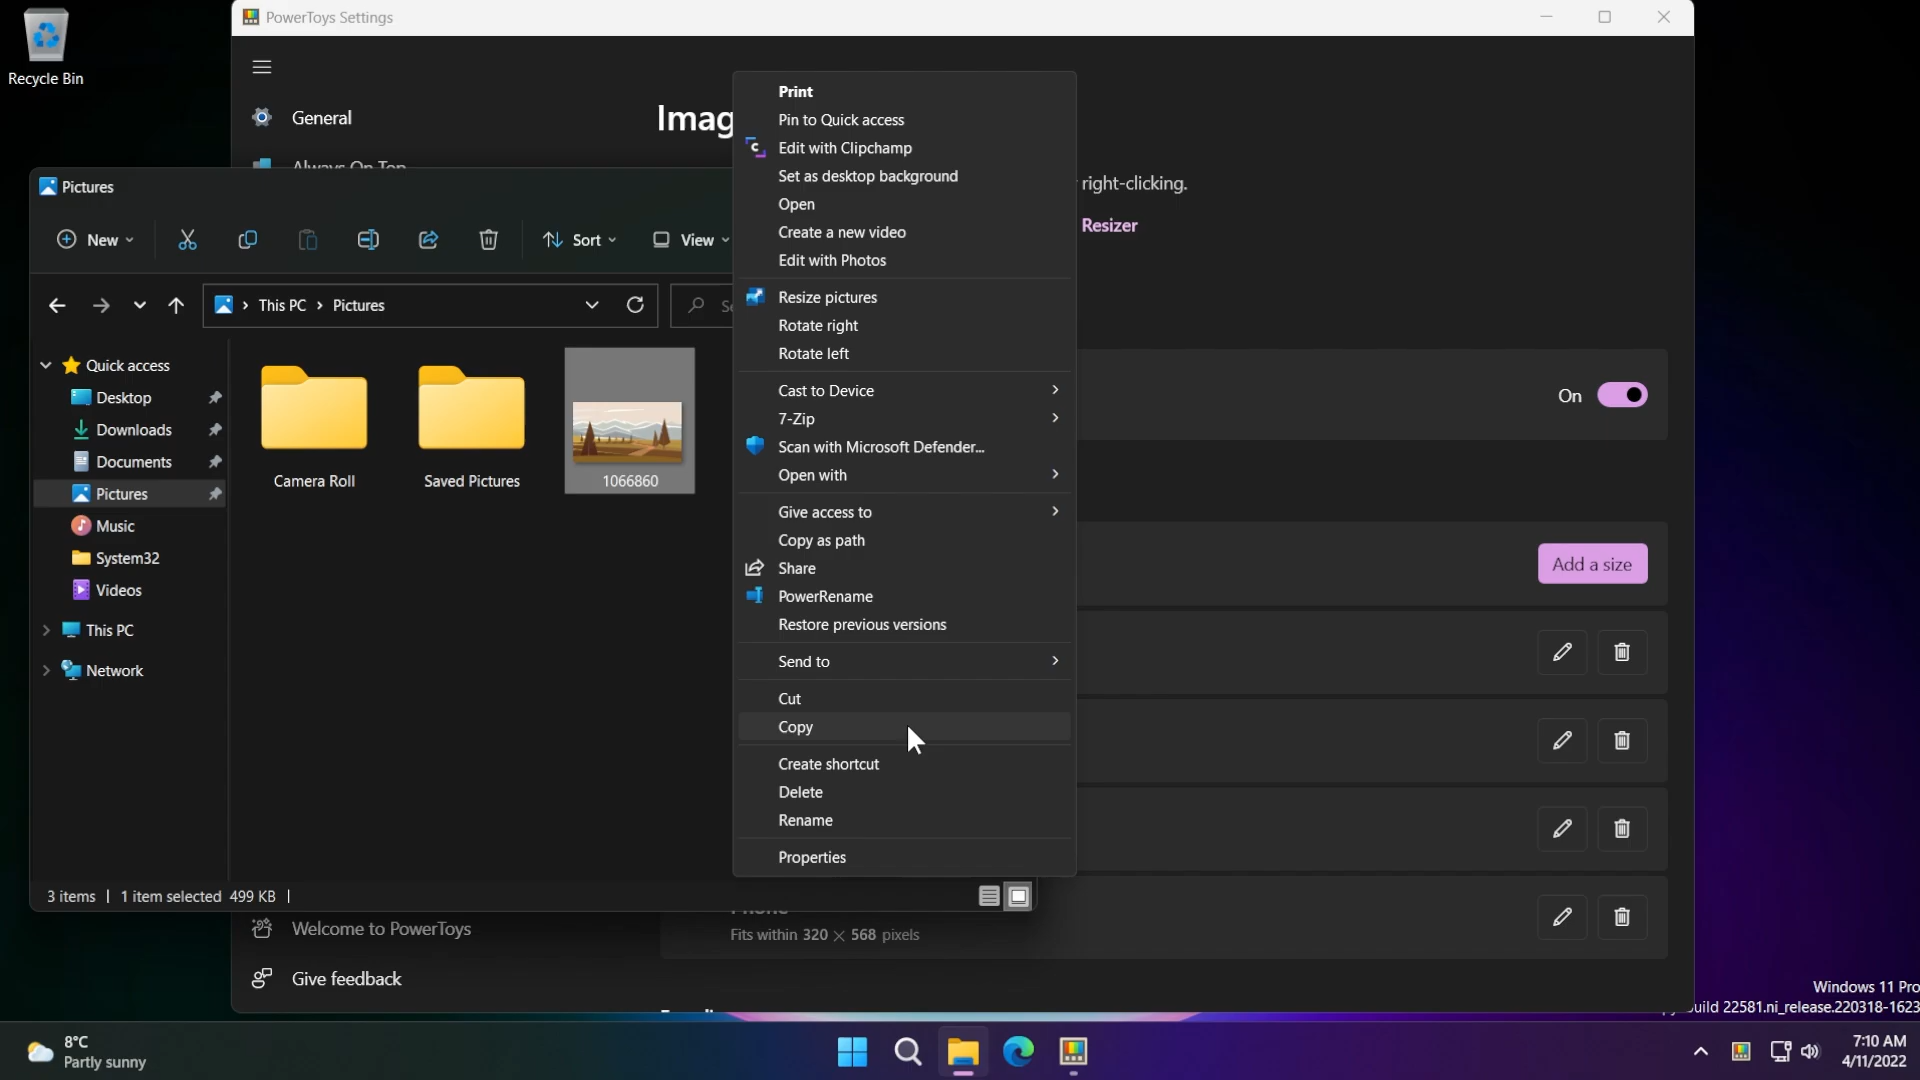 Recycle Bin
PowerToys Settings
General
Always On Top
Imag
right-clicking.
Resizer
On
Add a size
Fits within 320 × 568 pixels
Welcome to PowerToys
Give feedback
Pictures
New
Sort
View
This PC > Pictures
Quick access
Desktop
Downloads
Documents
Pictures
Music
System32
Videos
This PC
Network
Camera Roll
Saved Pictures
1066860
3 items | 1 item selected 499 KB |
Print
Pin to Quick access
Edit with Clipchamp
Set as desktop background
Open
Create a new video
Edit with Photos
Resize pictures
Rotate right
Rotate left
Cast to Device
7-Zip
Scan with Microsoft Defender...
Open with
Give access to
Copy as path
Share
PowerRename
Restore previous versions
Send to
Cut
Copy
Create shortcut
Delete
Rename
Properties
Windows 11 Pro
uild 22581.ni_release.220318-1623
8°C
Partly sunny
7:10 AM
4/11/2022